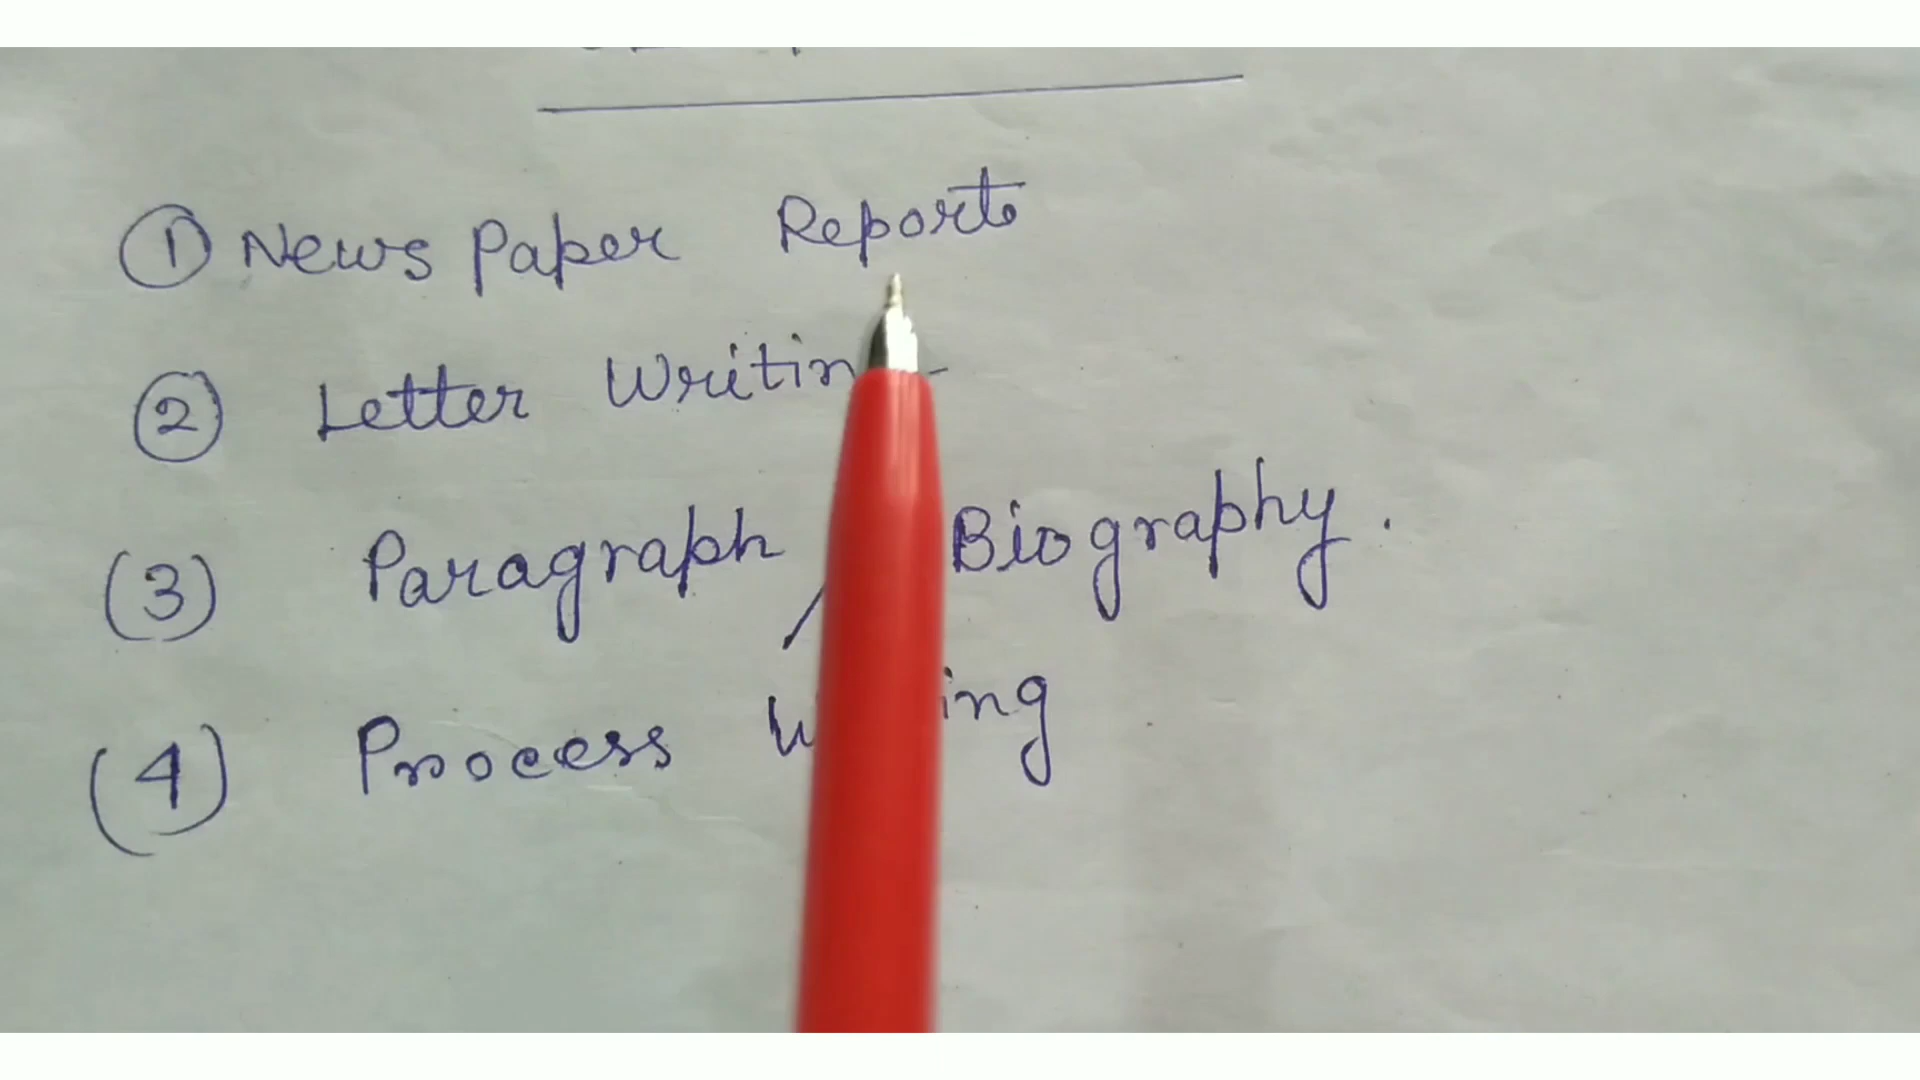 ① News Paper Reports
② Letter
(3) Paragraph / Biography.
(4) Process